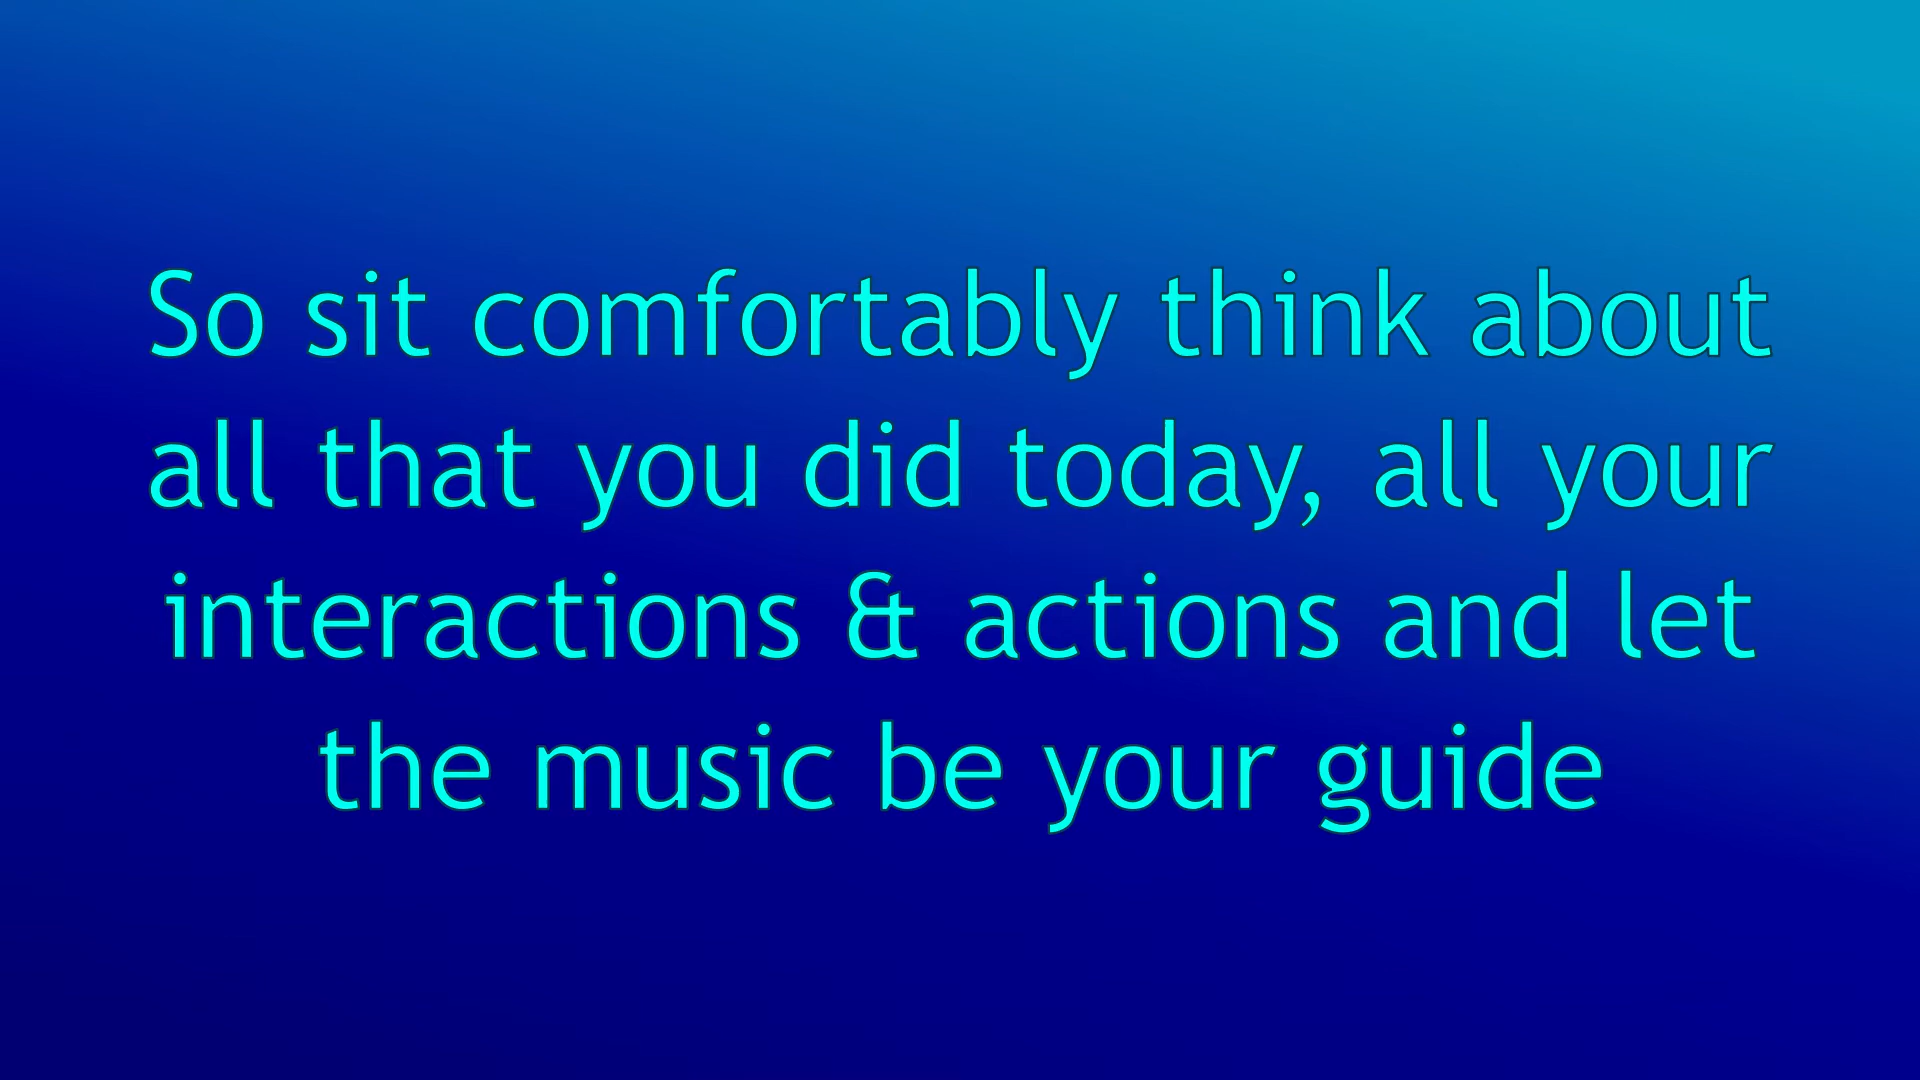 So sit comfortably think about
all that you did today, all your
interactions & actions and let
the music be your guide